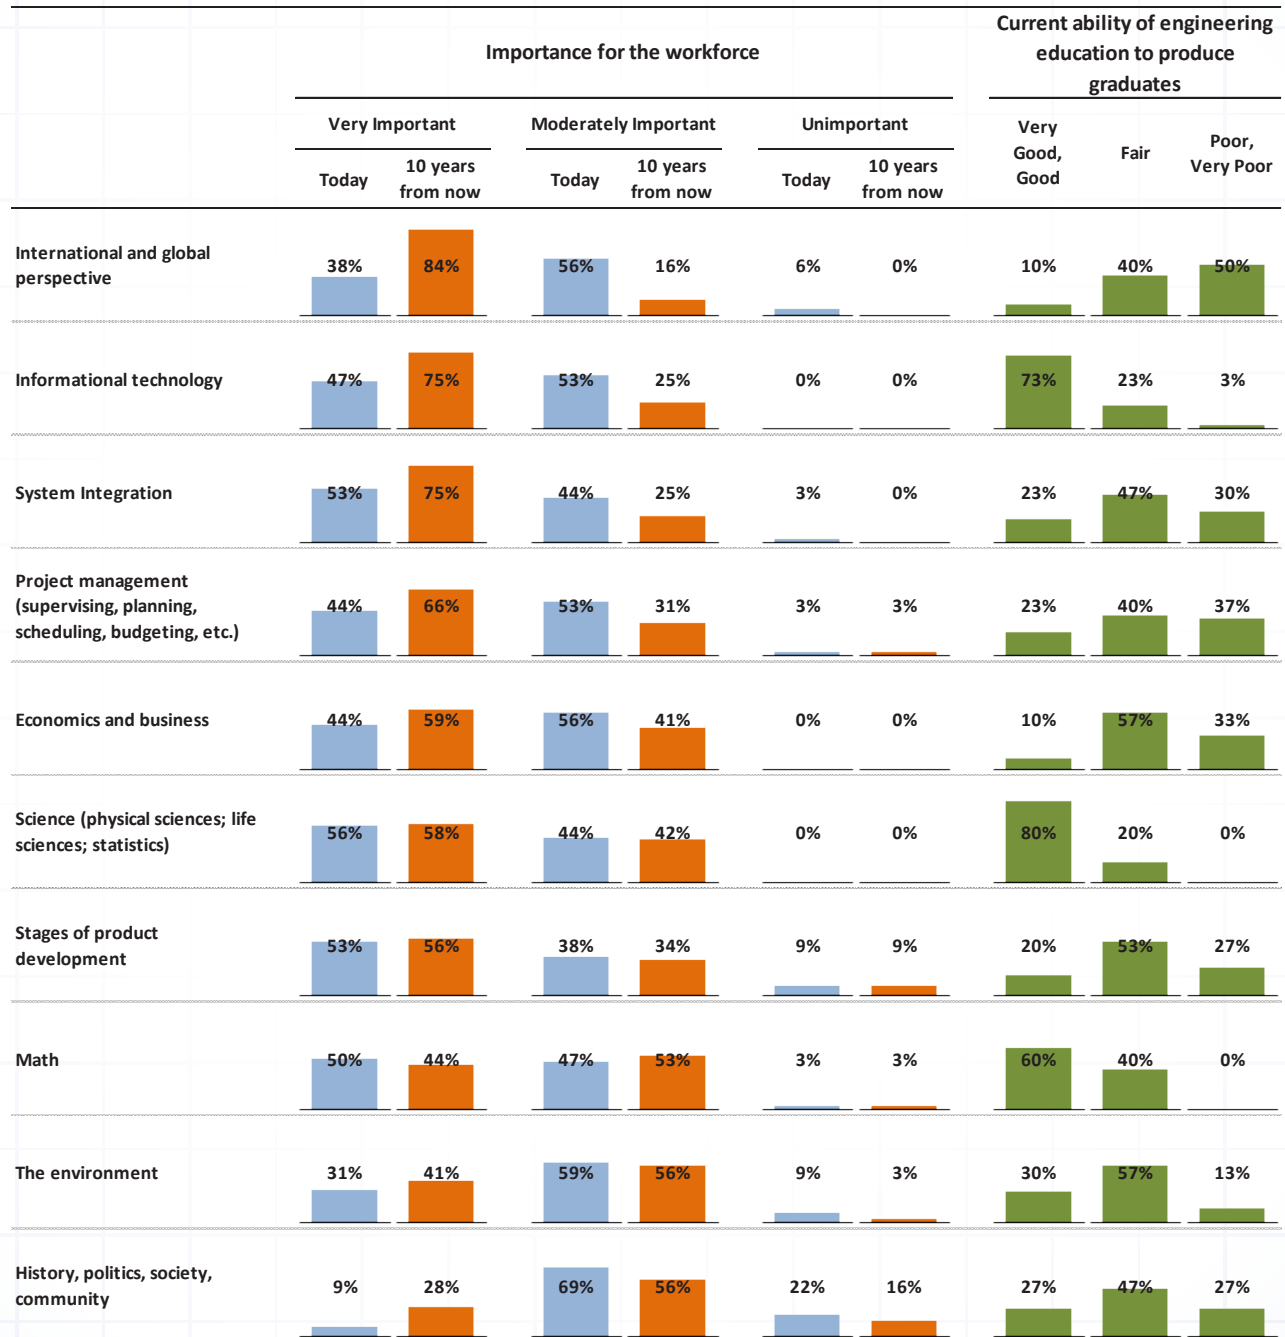 Importance for the workforce
Current ability of engineering
education to produce
graduates
Very Important
Moderately Important
Unimportant
Very
Good,
Good
Fair
Poor,
Very Poor
Today
10 years
from now
Today
10 years
from now
Today
10 years
from now
International and global
perspective
38% 84% 56% 16% 6% 0% 10% 40% 50%
Informational technology 47% 75% 53% 25% 0% 0% 73% 23% 3%
System Integration 53% 75% 44% 25% 3% 0% 23% 47% 30%
Project management
(supervising, planning,
scheduling, budgeting, etc.)
44% 66% 53% 31% 3% 3% 23% 40% 37%
Economics and business 44% 59% 56% 41% 0% 0% 10% 57% 33%
Science (physical sciences; life
sciences; statistics)
56% 58% 44% 42% 0% 0% 80% 20% 0%
Stages of product
development
53% 56% 38% 34% 9% 9% 20% 53% 27%
Math 50% 44% 47% 53% 3% 3% 60% 40% 0%
The environment 31% 41% 59% 56% 9% 3% 30% 57% 13%
History, politics, society,
community
9% 28% 69% 56% 22% 16% 27% 47% 27%